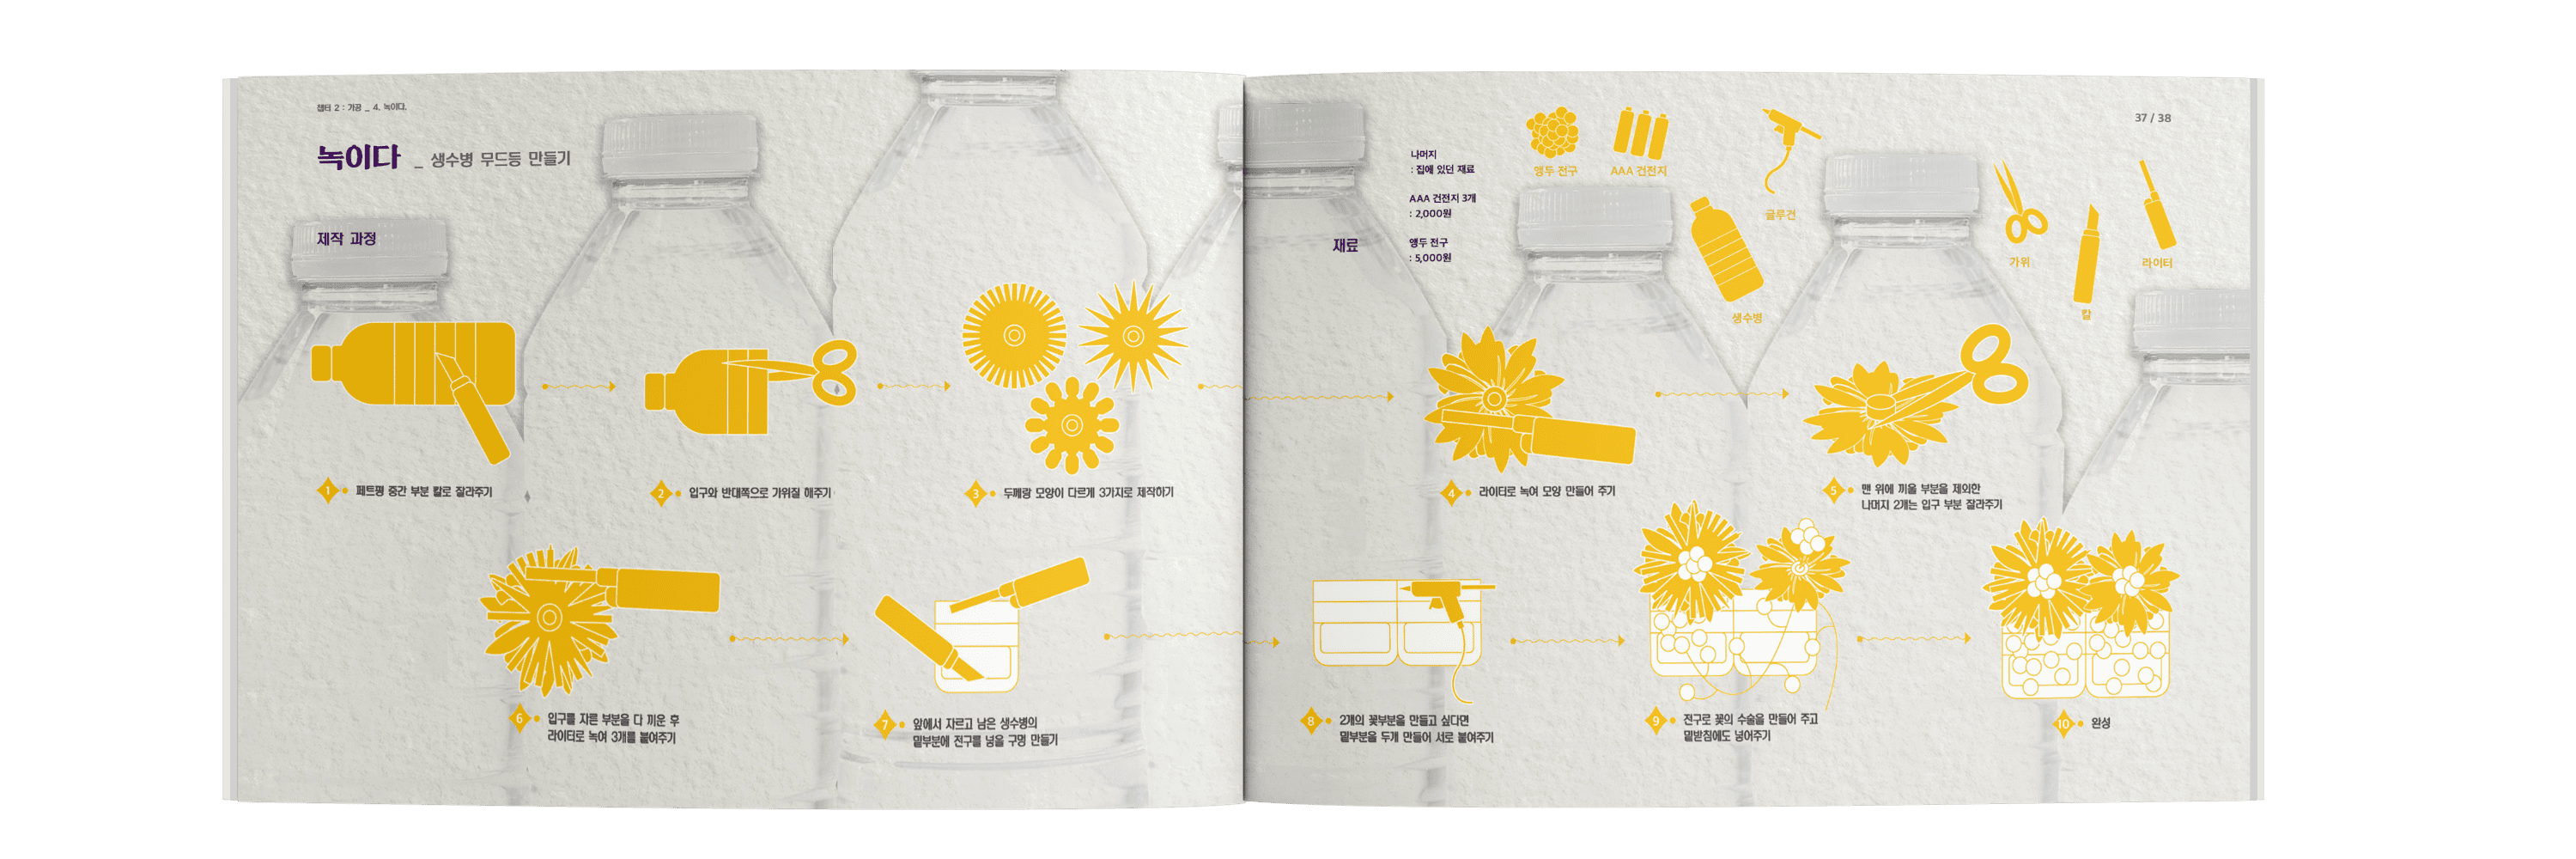 챕터 2 : 가공 _ 4. 녹이다.
녹이다 _ 생수병 무드등 만들기
제작 과정
1 페트평 중간 부분 칼로 잘라주기
2 입구와 반대쪽으로 가위질 해주기
3 두께랑 모양이 다르게 3가지로 제작하기
6 입구를 자른 부분을 다 끼운 후
라이터로 녹여 3개를 붙여주기
7 앞에서 자르고 남은 생수병의
밑부분에 전구를 넣을 구멍 만들기
37 / 38
재료
나머지
: 집에 있던 재료
AAA 건전지 3개
: 2,000원
앵두 전구
: 5,000원
앵두 전구
AAA 건전지
글루건
생수병
가위
칼
라이터
4 라이터로 녹여 모양 만들어 주기
5 맨 위에 끼울 부분을 제외한
나머지 2개는 입구 부분 잘라주기
8 2개의 꽃부분을 만들고 싶다면
밑부분을 두개 만들어 서로 붙여주기
9 전구로 꽃의 수술을 만들어 주고
밑받침에도 넣어주기
10 완성